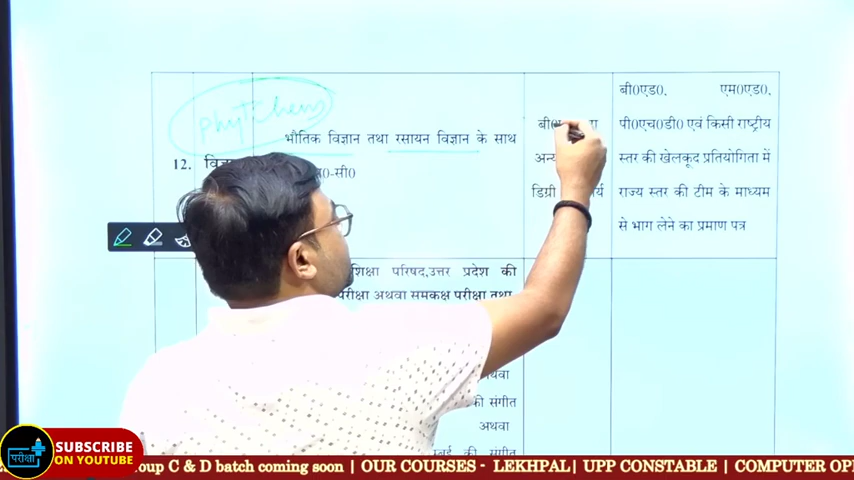 Phy+Chem
बी0एड0, एम0एड0,
भौतिक विज्ञान तथा रसायन विज्ञान के साथ
पी0एच0डी0 एवं किसी राष्ट्रीय
12.
स्तर की खेलकूद प्रतियोगिता में
डिग्री
राज्य स्तर की टीम के माध्यम
से भाग लेने का प्रमाण पत्र
शिक्षा परिषद,उत्तर प्रदेश की
परीक्षा अथवा समकक्ष परीक्षा तथा
की संगीत
अथवा
की संगीत
परीक्षा
SUBSCRIBE
ON YOUTUBE
oup C & D batch coming soon | OUR COURSES - LEKHPAL| UPP CONSTABLE | COMPUTER OP